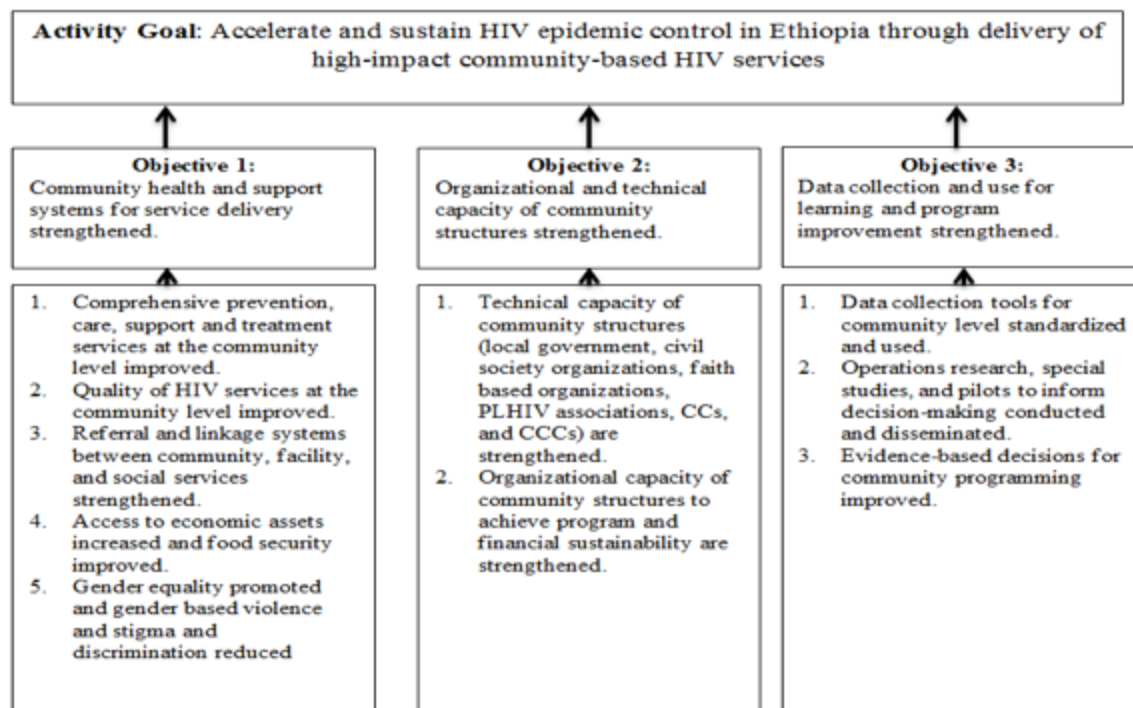 Activity Goal: Accelerate and sustain HIV epidemic control in Ethiopia through delivery of
high-impact community-based HIV services
Objective 1:
Community health and support
systems for service delivery
strengthened.
Objective 2:
Organizational and technical
capacity of community
structures strengthened.
Objective 3:
Data collection and use for
learning and program
improvement strengthened.
1. Comprehensive prevention,
care, support and treatment
services at the community
level improved.
2. Quality of HIV services at the
community level improved.
3. Referral and linkage systems
between community, facility,
and social services
strengthened.
4. Access to economic assets
increased and food security
improved.
5. Gender equality promoted
and gender based violence
and stigma and
discrimination reduced
1. Technical capacity of
community structures
(local government, civil
society organizations, faith
based organizations,
PLHIV associations, CCs,
and CCCs) are
strengthened.
2. Organizational capacity of
community structures to
achieve program and
financial sustainability are
strengthened.
1. Data collection tools for
community level standardized
and used.
2. Operations research, special
studies, and pilots to inform
decision-making conducted
and disseminated.
3. Evidence-based decisions for
community programming
improved.